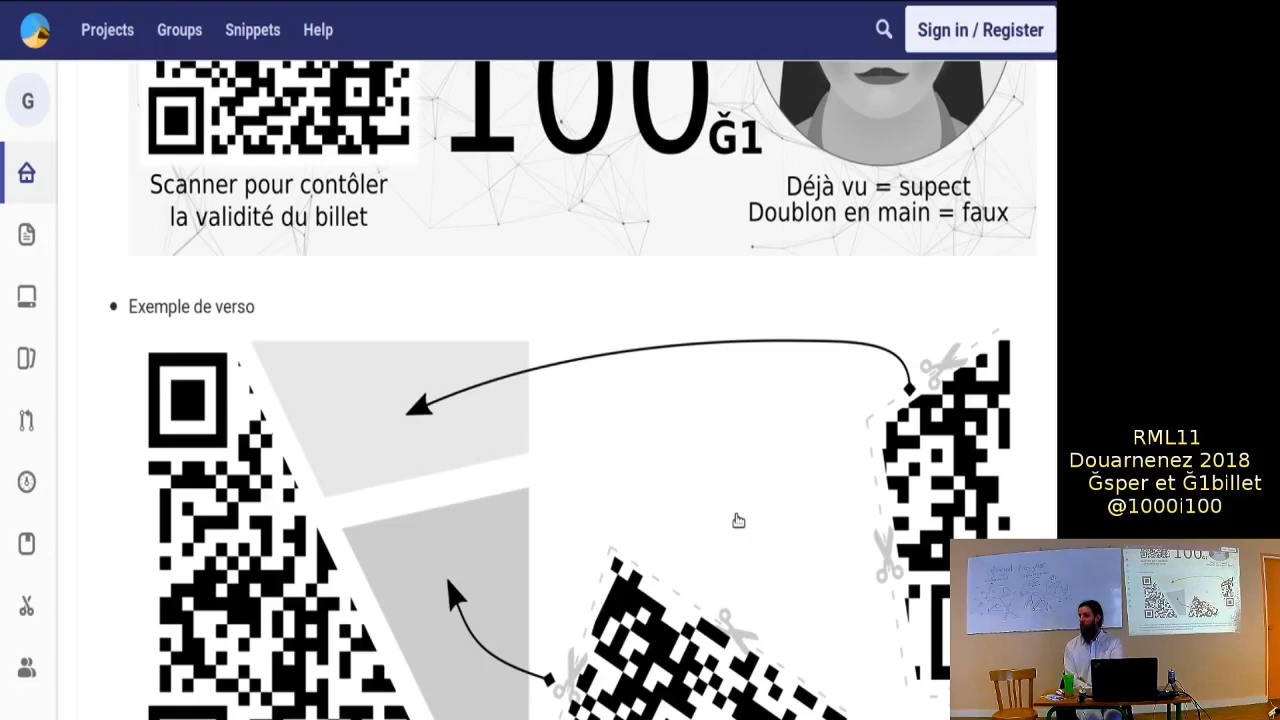 Projects Groups Snippets Help
Sign in / Register
G
100 Ğ1
Scanner pour contôler
la validité du billet
Déjà vu = supect
Doublon en main = faux
Exemple de verso
RML11
Douarnenez 2018
Ğsper et Ğ1billet
@1000i100
100